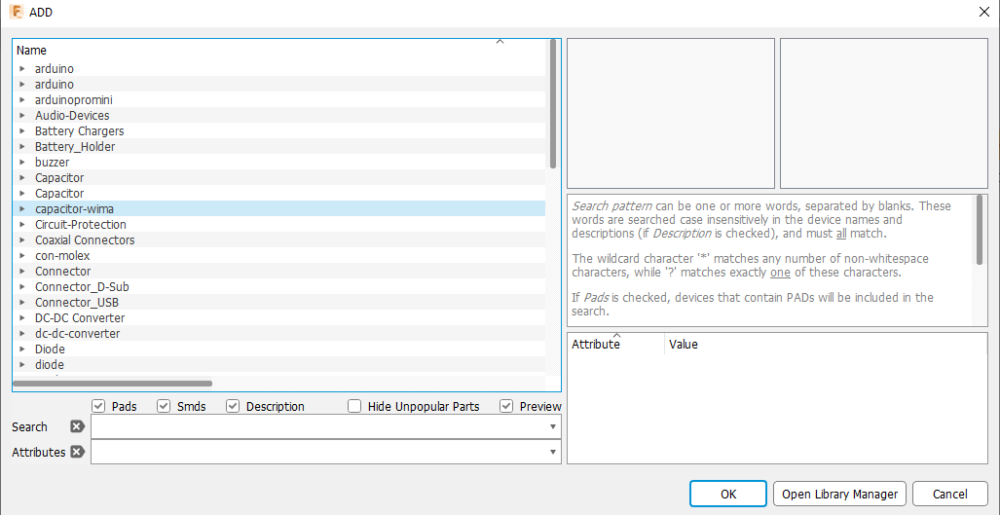 ADD
Name
arduino
arduino
arduinopromini
Audio-Devices
Battery Chargers
Battery_Holder
buzzer
Capacitor
Capacitor
capacitor-wima
Circuit-Protection
Coaxial Connectors
con-molex
Connector
Connector_D-Sub
Connector_USB
DC-DC Converter
dc-dc-converter
Diode
diode
Pads
Smds
Description
Hide Unpopular Parts
Preview
Search
Attributes
Search pattern can be one or more words, separated by blanks. These
words are searched case insensitively in the device names and
descriptions (if Description is checked), and must all match.
The wildcard character '*' matches any number of non-whitespace
characters, while '?' matches exactly one of these characters.
If Pads is checked, devices that contain PADs will be included in the
search.
Attribute Value
OK
Open Library Manager
Cancel